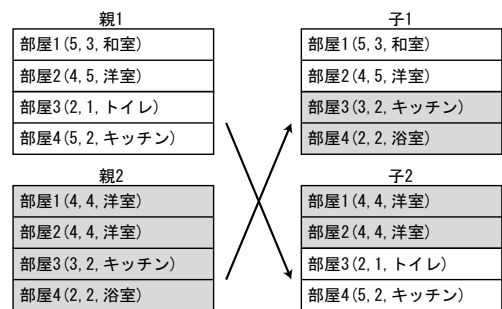 親1
部屋1(5,3,和室)
部屋2(4,5,洋室)
部屋3(2,1,トイレ)
部屋4(5,2,キッチン)
親2
部屋1(4,4,洋室)
部屋2(4,4,洋室)
部屋3(3,2,キッチン)
部屋4(2,2,浴室)
子1
部屋1(5,3,和室)
部屋2(4,5,洋室)
部屋3(3,2,キッチン)
部屋4(2,2,浴室)
子2
部屋1(4,4,洋室)
部屋2(4,4,洋室)
部屋3(2,1,トイレ)
部屋4(5,2,キッチン)